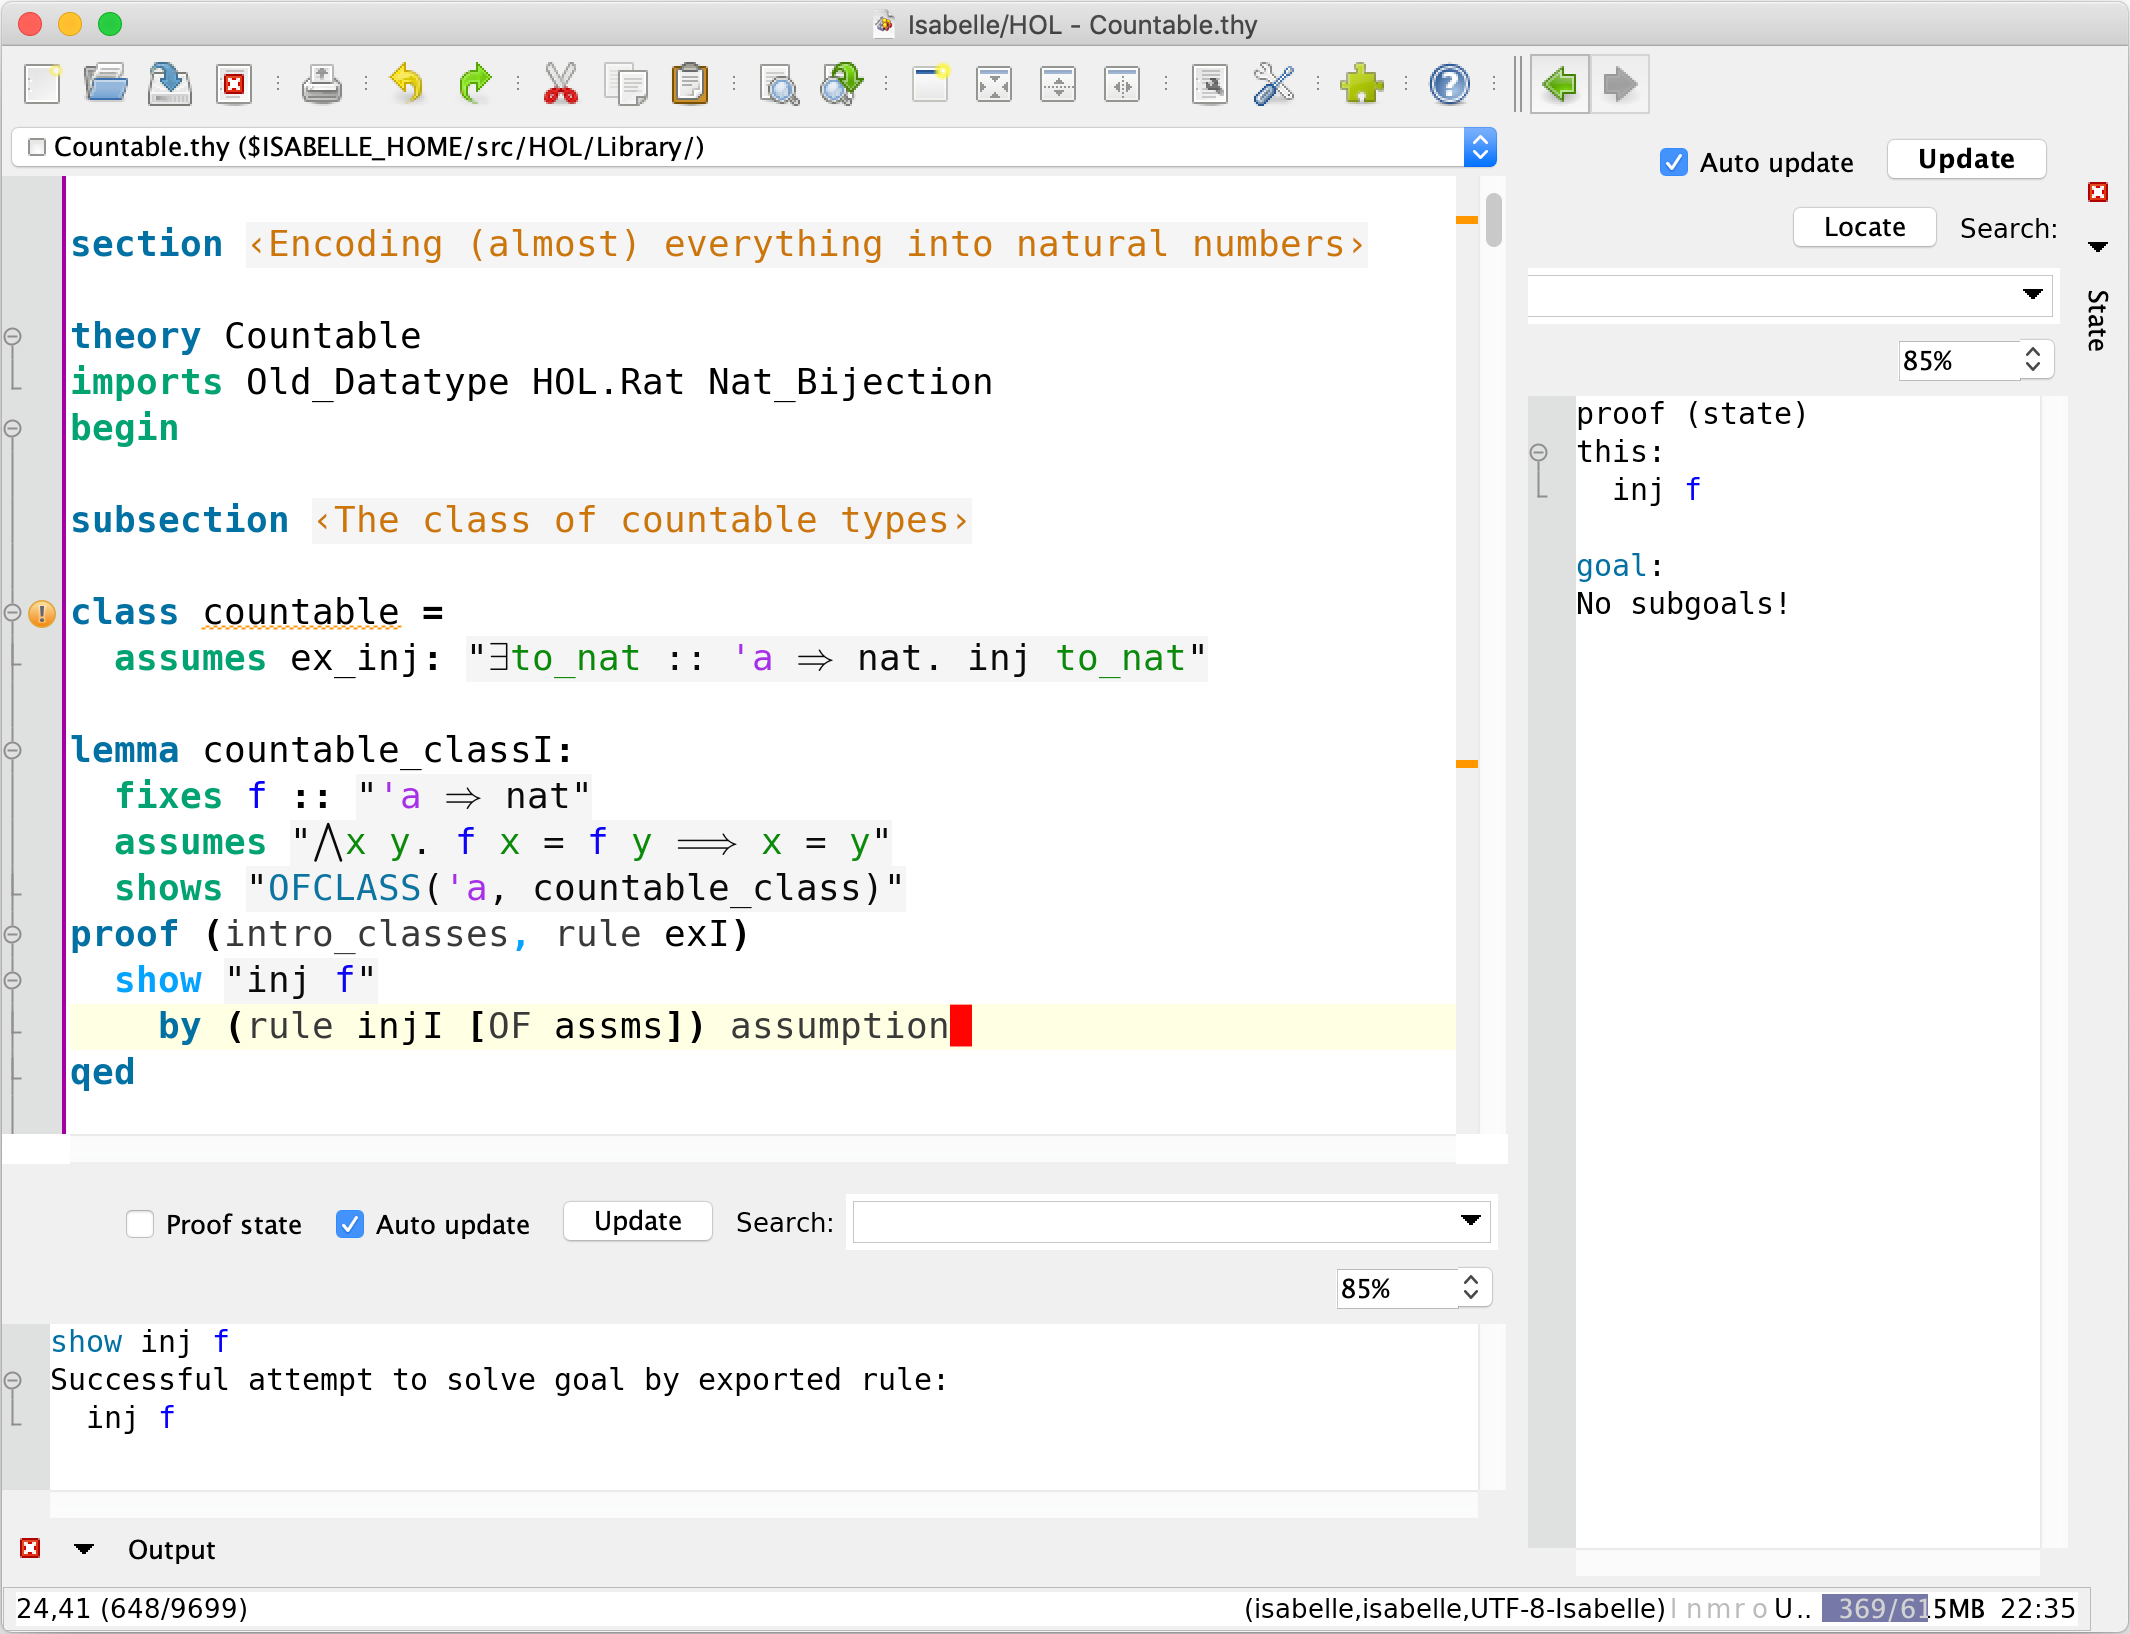 Isabelle/HOL - Countable.thy
Countable.thy ($ISABELLE_HOME/src/HOL/Library/)
section ‹Encoding (almost) everything into natural numbers›
theory Countable
imports Old_Datatype HOL.Rat Nat_Bijection
begin
subsection ‹The class of countable types›
class countable =
assumes ex_inj: "∃to_nat :: 'a ⇒ nat. inj to_nat"
lemma countable_classI:
fixes f :: "'a ⇒ nat"
assumes "⋀x y. f x = f y ⟹ x = y"
shows "OFCLASS('a, countable_class)"
proof (intro_classes, rule exI)
show "inj f"
by (rule injI [OF assms]) assumption
qed
Auto update
Update
Locate
Search:
85%
State
proof (state)
this:
inj f
goal:
No subgoals!
Proof state
Auto update
Update
Search:
85%
show inj f
Successful attempt to solve goal by exported rule:
inj f
Output
24,41 (648/9699)
(isabelle,isabelle,UTF-8-Isabelle) l n m r o U.. 369/615MB 22:35